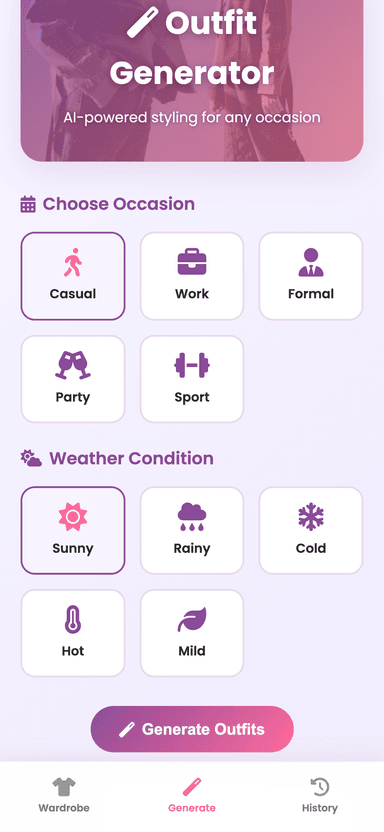 Outfit
Generator
AI-powered styling for any occasion
Choose Occasion
Casual
Work
Formal
Party
Sport
Weather Condition
Sunny
Rainy
Cold
Hot
Mild
Generate Outfits
Wardrobe
Generate
History